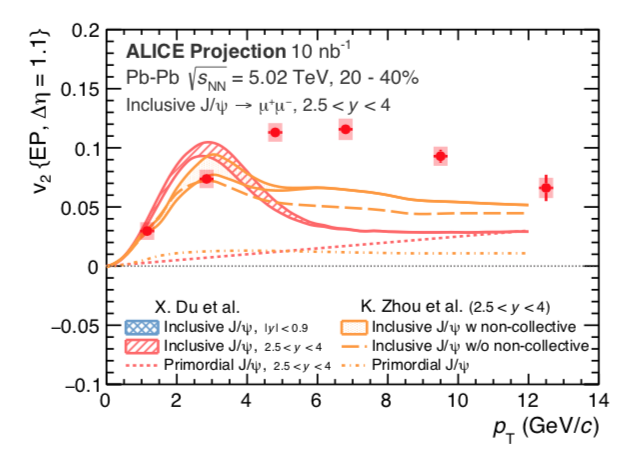 ALICE Projection 10 nb⁻¹
Pb-Pb √sNN = 5.02 TeV, 20 - 40%
Inclusive J/ψ → μ⁺μ⁻, 2.5 < y < 4
v₂ {EP, Δη = 1.1}
0.2
0.15
0.1
0.05
0
−0.05
−0.1
X. Du et al.
Inclusive J/ψ, |y| < 0.9
Inclusive J/ψ, 2.5 < y < 4
Primordial J/ψ, 2.5 < y < 4
K. Zhou et al. (2.5 < y < 4)
Inclusive J/ψ w non-collective
Inclusive J/ψ w/o non-collective
Primordial J/ψ
0 2 4 6 8 10 12 14
pT (GeV/c)